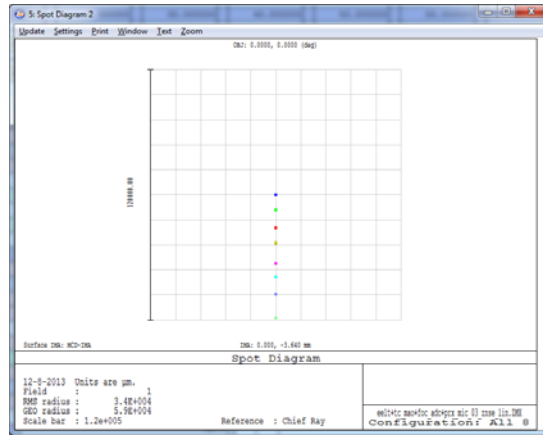 5: Spot Diagram 2
Update Settings Print Window Text Zoom
OBJ: 0.0000, 0.0000 (deg)
120000.00
Surface IMA: MCD-IMA
IMA: 0.000, -3.640 mm
Spot Diagram
12-8-2013 Units are µm.
Field : 1
RMS radius : 3.4E+004
GEO radius : 5.9E+004
Scale bar : 1.2e+005 Reference : Chief Ray
Configuration: All 8